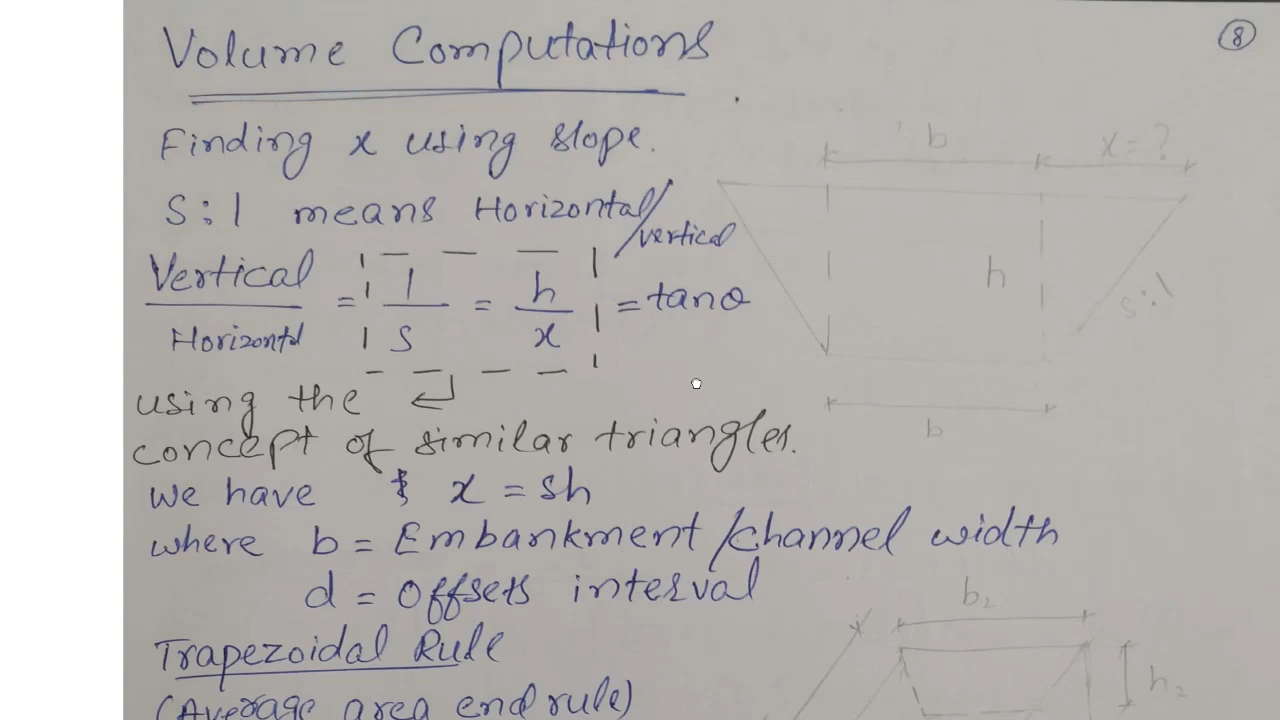 Volume Computations
8
Finding x using slope.
S:1 means Horizontal/vertical
Vertical/Horizontal = 1/S = h/x = tanθ
using the ↵
concept of similar triangles.
we have x = sh
where b = Embankment/channel width
d = offsets interval
Trapezoidal Rule
(Average area end rule)
b
x = ?
h
s:1
b
b₂
h₂